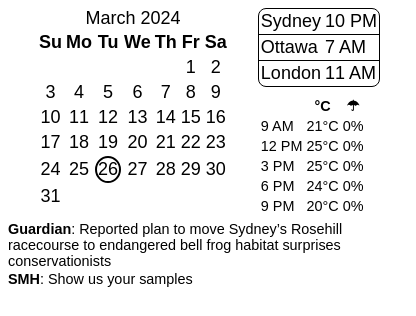 March 2024
Su Mo Tu We Th Fr Sa
1 2
3 4 5 6 7 8 9
10 11 12 13 14 15 16
17 18 19 20 21 22 23
24 25 26 27 28 29 30
31
Sydney 10 PM
Ottawa 7 AM
London 11 AM
°C ☂
9 AM 21°C 0%
12 PM 25°C 0%
3 PM 25°C 0%
6 PM 24°C 0%
9 PM 20°C 0%
Guardian: Reported plan to move Sydney’s Rosehill
racecourse to endangered bell frog habitat surprises
conservationists
SMH: Show us your samples